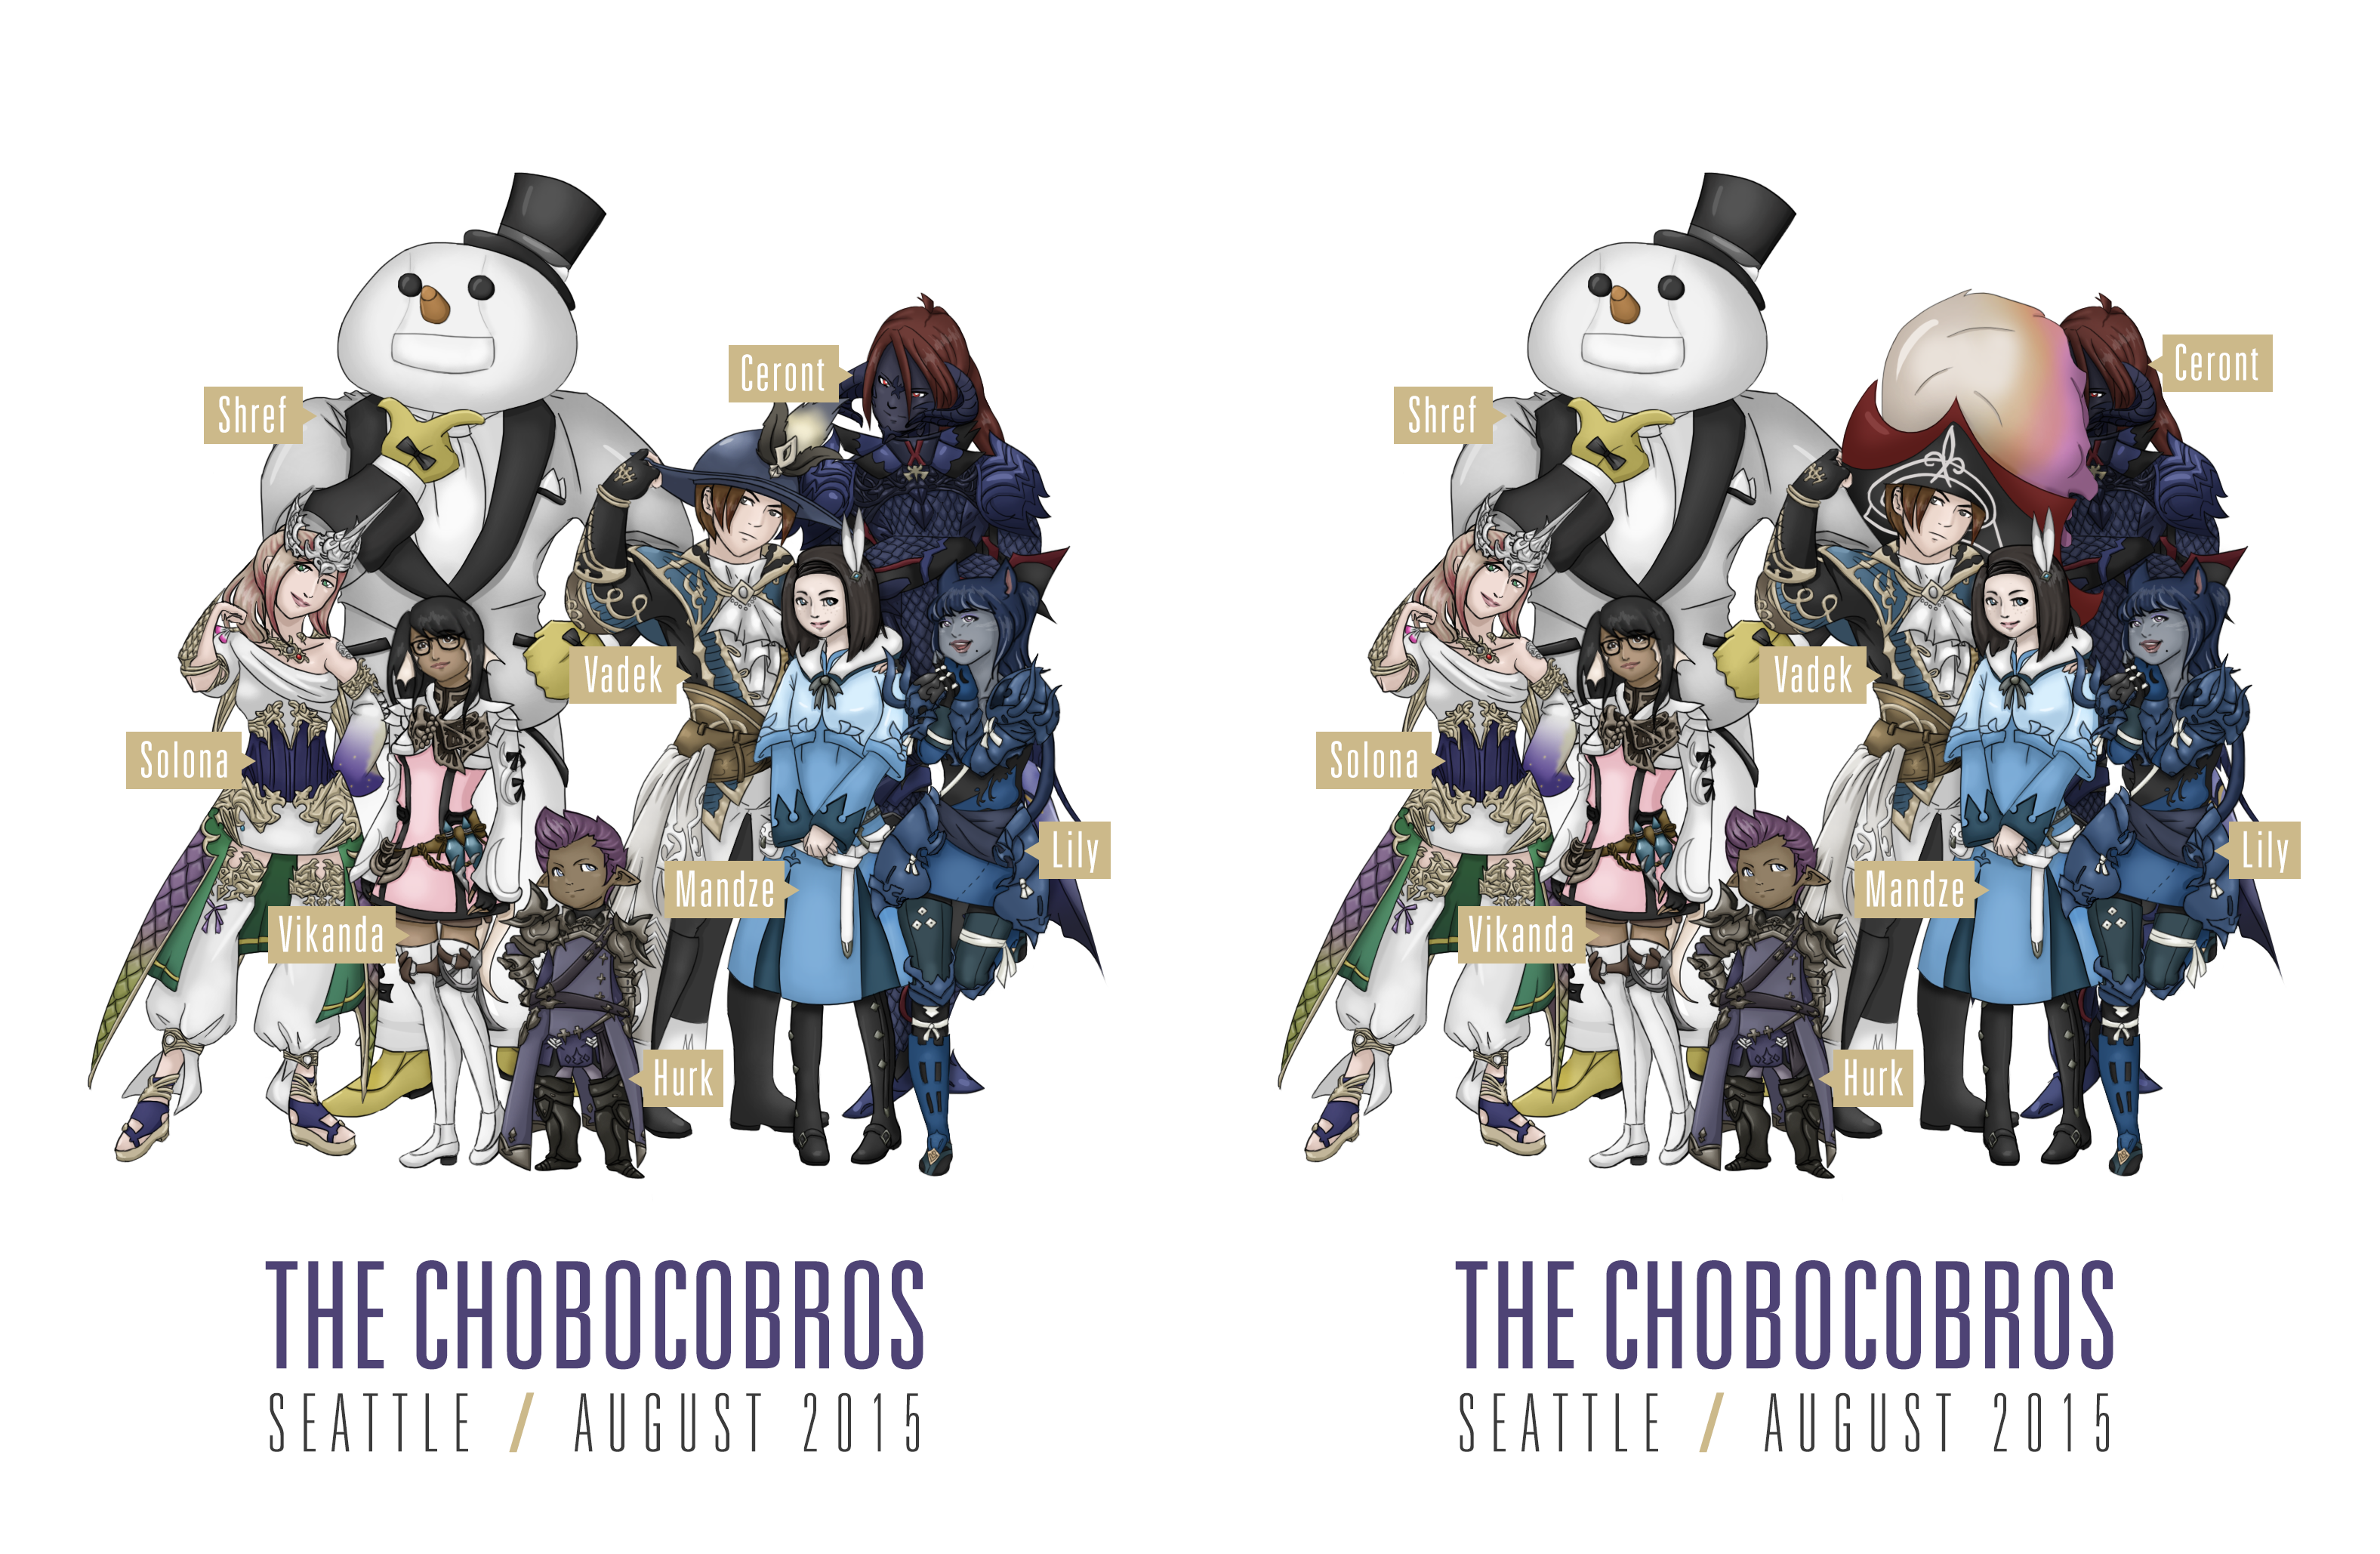 Ceront
Shref
Vadek
Solona
Lily
Mandze
Vikanda
Hurk
THE CHOBOCOBROS
SEATTLE / AUGUST 2015
Ceront
Shref
Vadek
Solona
Lily
Mandze
Vikanda
Hurk
THE CHOBOCOBROS
SEATTLE / AUGUST 2015